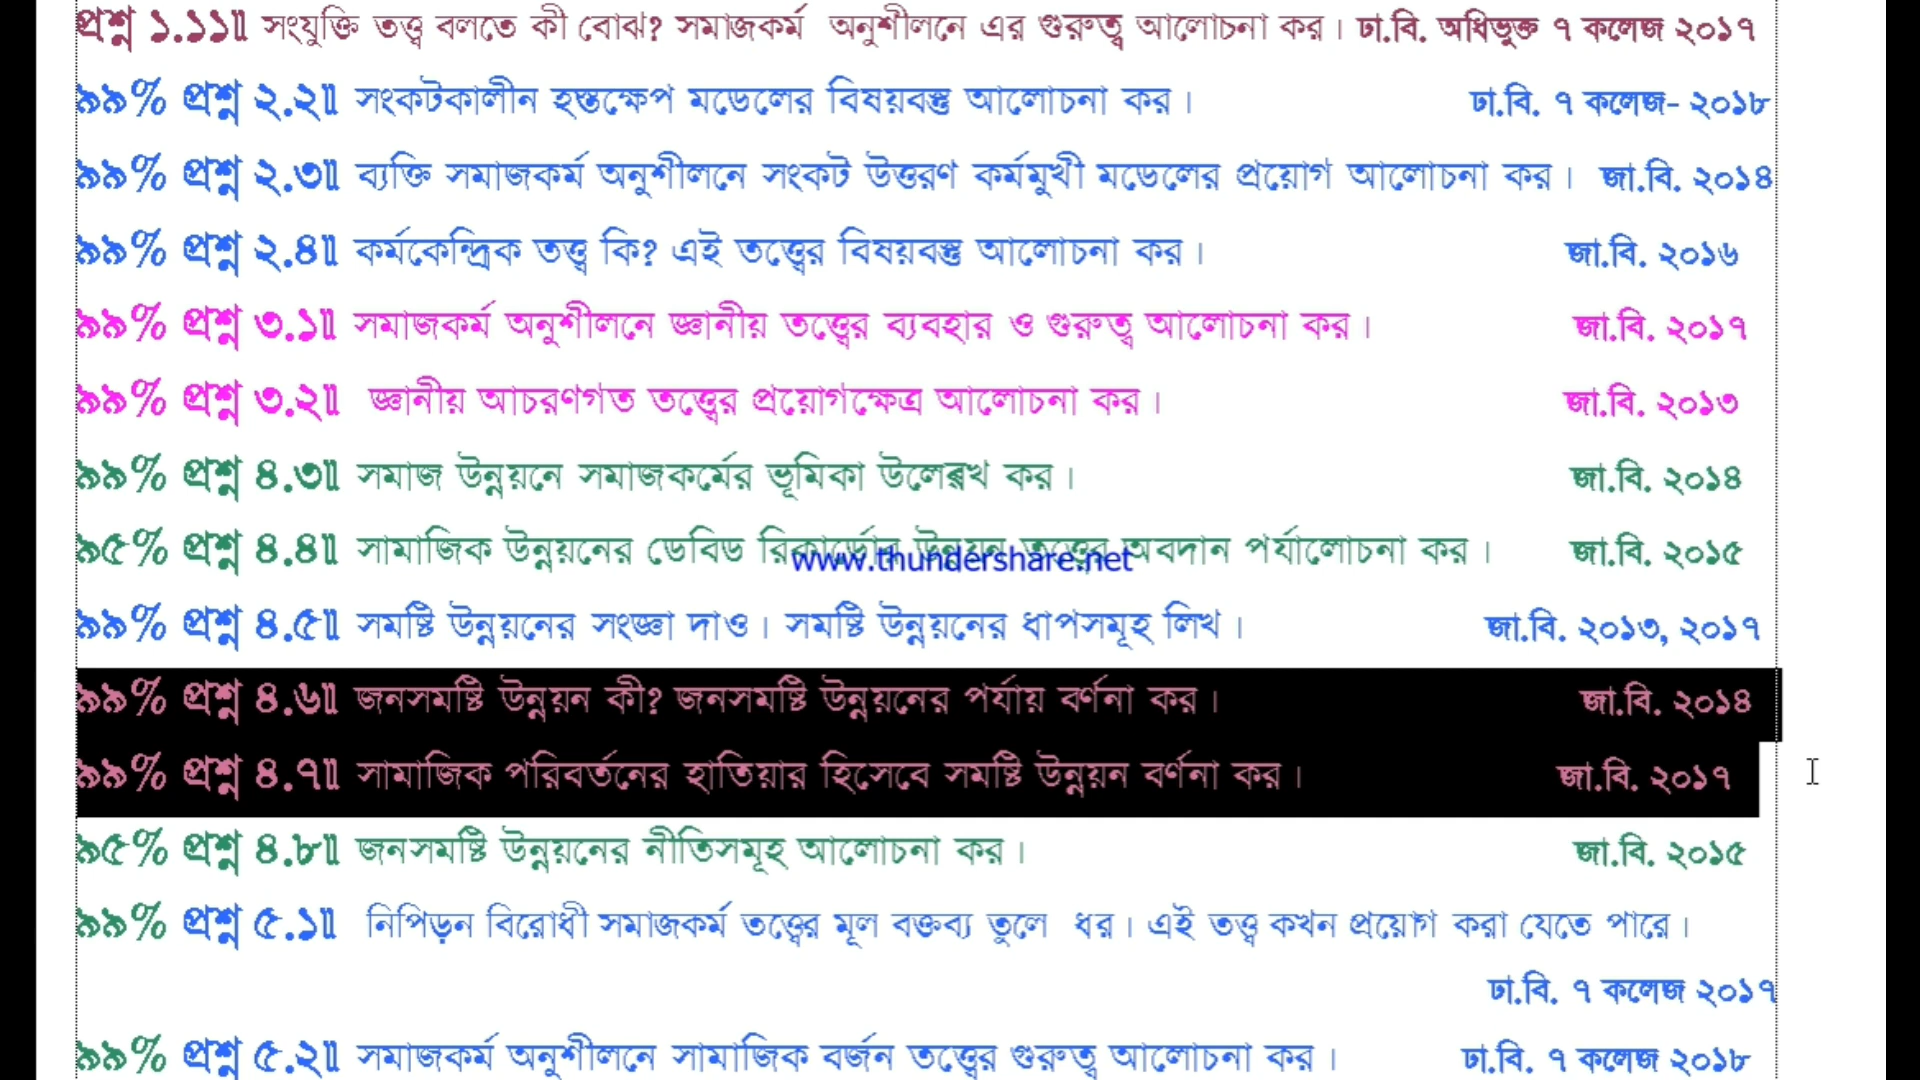 প্রশ্ন ১.১১॥ সংযুক্তি তত্ত্ব বলতে কী বোঝ? সমাজকর্ম অনুশীলনে এর গুরুত্ব আলোচনা কর। ঢা.বি. অধিভুক্ত ৭ কলেজ ২০১৭
৯৯% প্রশ্ন ২.২॥ সংকটকালীন হস্তক্ষেপ মডেলের বিষয়বস্তু আলোচনা কর। ঢা.বি. ৭ কলেজ- ২০১৮
৯৯% প্রশ্ন ২.৩॥ ব্যক্তি সমাজকর্ম অনুশীলনে সংকট উত্তরণ কর্মমুখী মডেলের প্রয়োগ আলোচনা কর। জা.বি. ২০১৪
৯৯% প্রশ্ন ২.৪॥ কর্মকেন্দ্রিক তত্ত্ব কি? এই তত্ত্বের বিষয়বস্তু আলোচনা কর। জা.বি. ২০১৬
৯৯% প্রশ্ন ৩.১॥ সমাজকর্ম অনুশীলনে জ্ঞানীয় তত্ত্বের ব্যবহার ও গুরুত্ব আলোচনা কর। জা.বি. ২০১৭
৯৯% প্রশ্ন ৩.২॥ জ্ঞানীয় আচরণগত তত্ত্বের প্রয়োগক্ষেত্র আলোচনা কর। জা.বি. ২০১৩
৯৯% প্রশ্ন ৪.৩॥ সমাজ উন্নয়নে সমাজকর্মের ভূমিকা কর। জা.বি. ২০১৪
৯৫% প্রশ্ন ৪.৪॥ সামাজিক উন্নয়নের ডেবিড রিকার্ডোর উন্নয়ন তত্ত্বের অবদান পর্যালোচনা কর। জা.বি. ২০১৫
www.thundershare.net
৯৯% প্রশ্ন ৪.৫॥ সমষ্টি উন্নয়নের সংজ্ঞা দাও। সমষ্টি উন্নয়নের ধাপসমূহ লিখ। জা.বি. ২০১৩, ২০১৭
৯৯% প্রশ্ন ৪.৬॥ জনসমষ্টি উন্নয়ন কী? জনসমষ্টি উন্নয়নের পর্যায় বর্ণনা কর। জা.বি. ২০১৪
৯৯% প্রশ্ন ৪.৭॥ সামাজিক পরিবর্তনের হাতিয়ার হিসেবে সমষ্টি উন্নয়ন বর্ণনা কর। জা.বি. ২০১৭
৯৫% প্রশ্ন ৪.৮॥ জনসমষ্টি উন্নয়নের নীতিসমূহ আলোচনা কর। জা.বি. ২০১৫
৯৯% প্রশ্ন ৫.১॥ নিপিড়ন বিরোধী সমাজকর্ম তত্ত্বের মূল বক্তব্য তুলে ধর। এই তত্ত্ব কখন প্রয়োগ করা যেতে পারে।
ঢা.বি. ৭ কলেজ ২০১৭
৯৯% প্রশ্ন ৫.২॥ সমাজকর্ম অনুশীলনে সামাজিক বর্জন তত্ত্বের গুরুত্ব আলোচনা কর। ঢা.বি. ৭ কলেজ ২০১৮